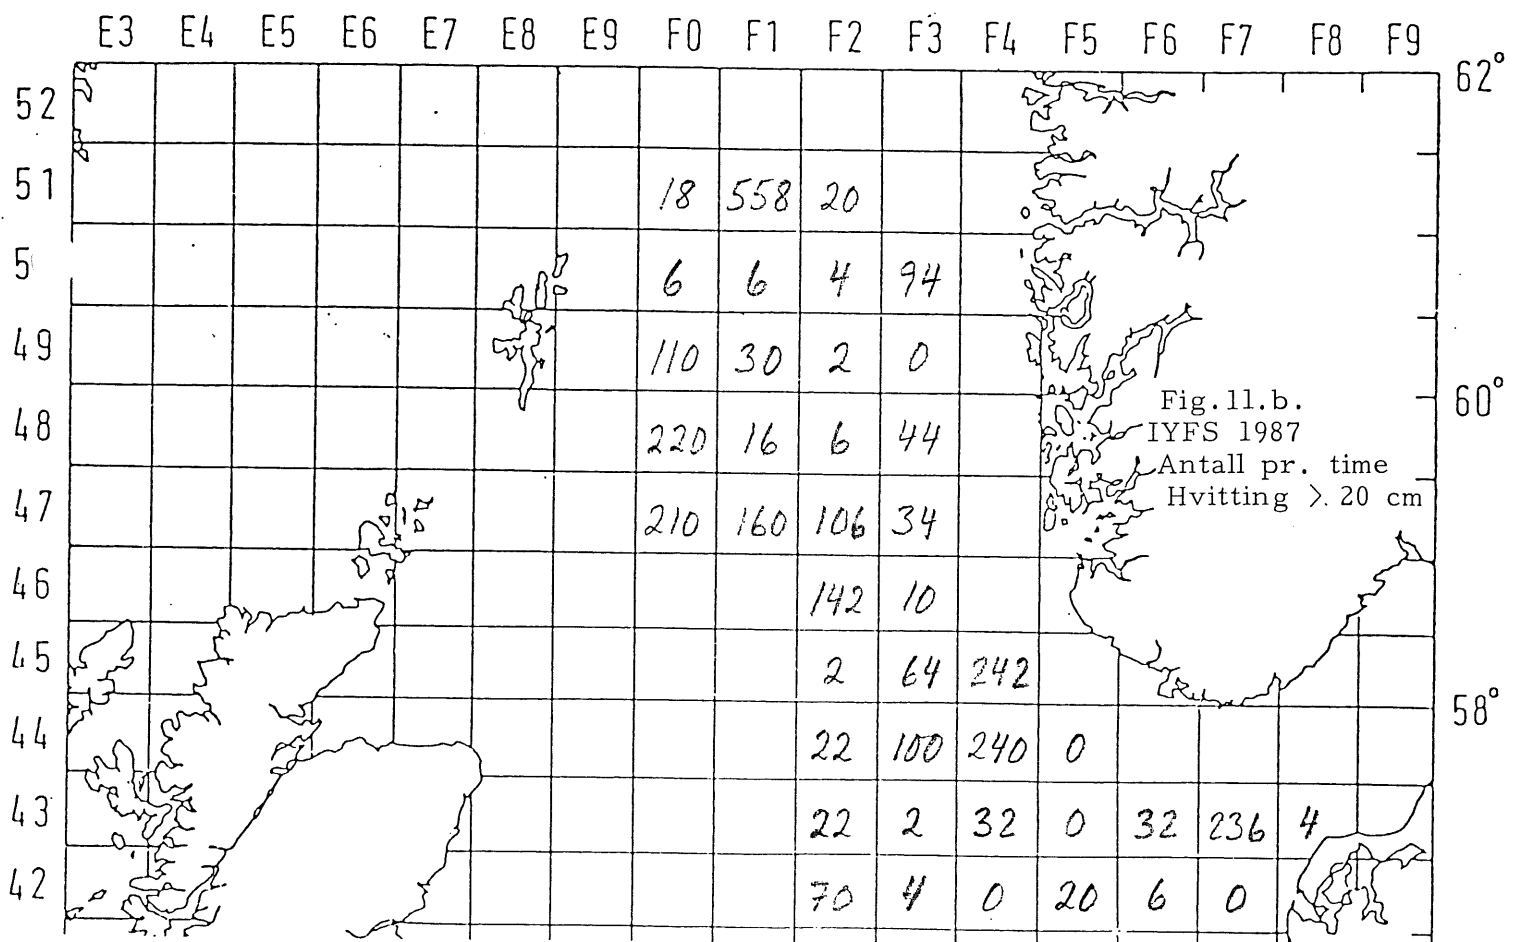 E3 E4 E5 E6 E7 E8 E9 F0 F1 F2 F3 F4 F5 F6 F7 F8 F9
62°
52
51 18 558 20
5 6 6 4 94
49 110 30 2 0
60°
48 220 16 6 44
Fig.11.b.
IYFS 1987
Antall pr. time
Hvitting >. 20 cm
47 210 160 106 34
46 142 10
45 2 64 242
58°
44 22 100 240 0
43 22 2 32 0 32 236 4
42 70 4 0 20 6 0